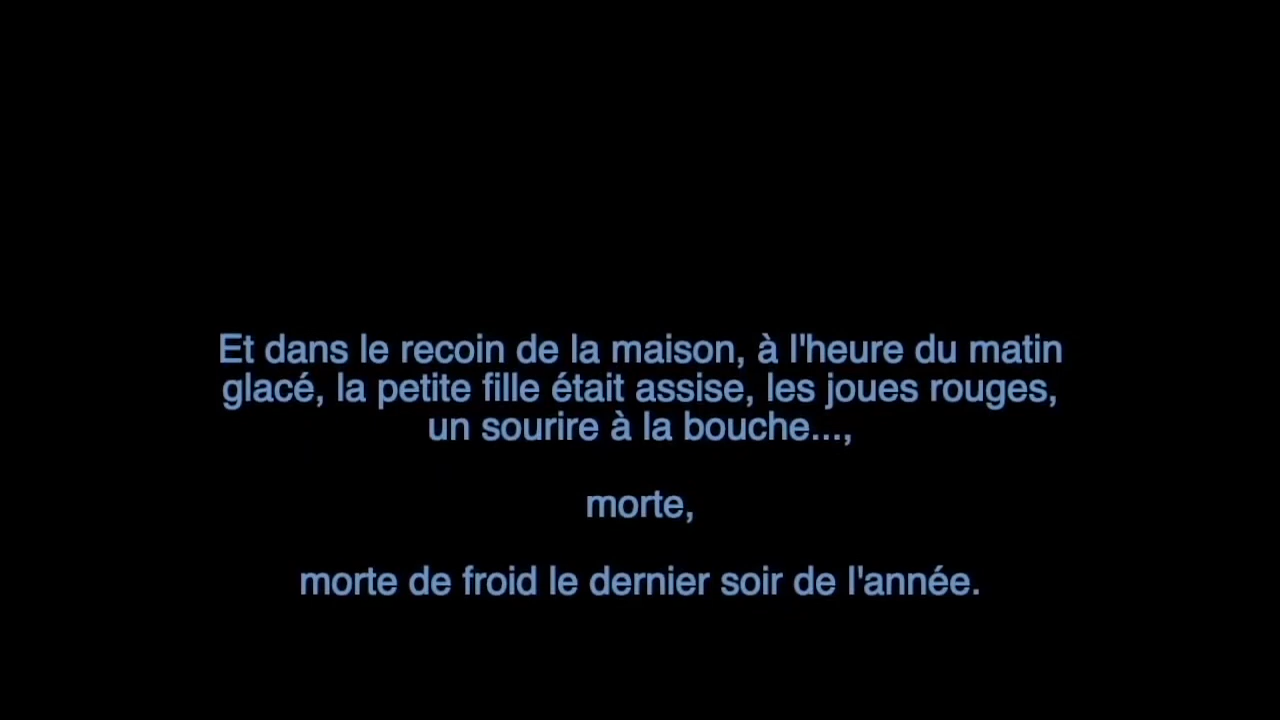 Et dans le recoin de la maison, à l'heure du matin
glacé, la petite fille était assise, les joues rouges,
un sourire à la bouche...,
morte,
morte de froid le dernier soir de l'année.